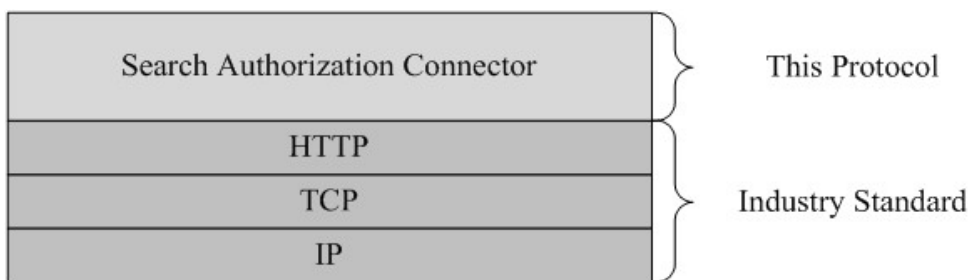 Search Authorization Connector
This Protocol
HTTP
TCP
Industry Standard
IP